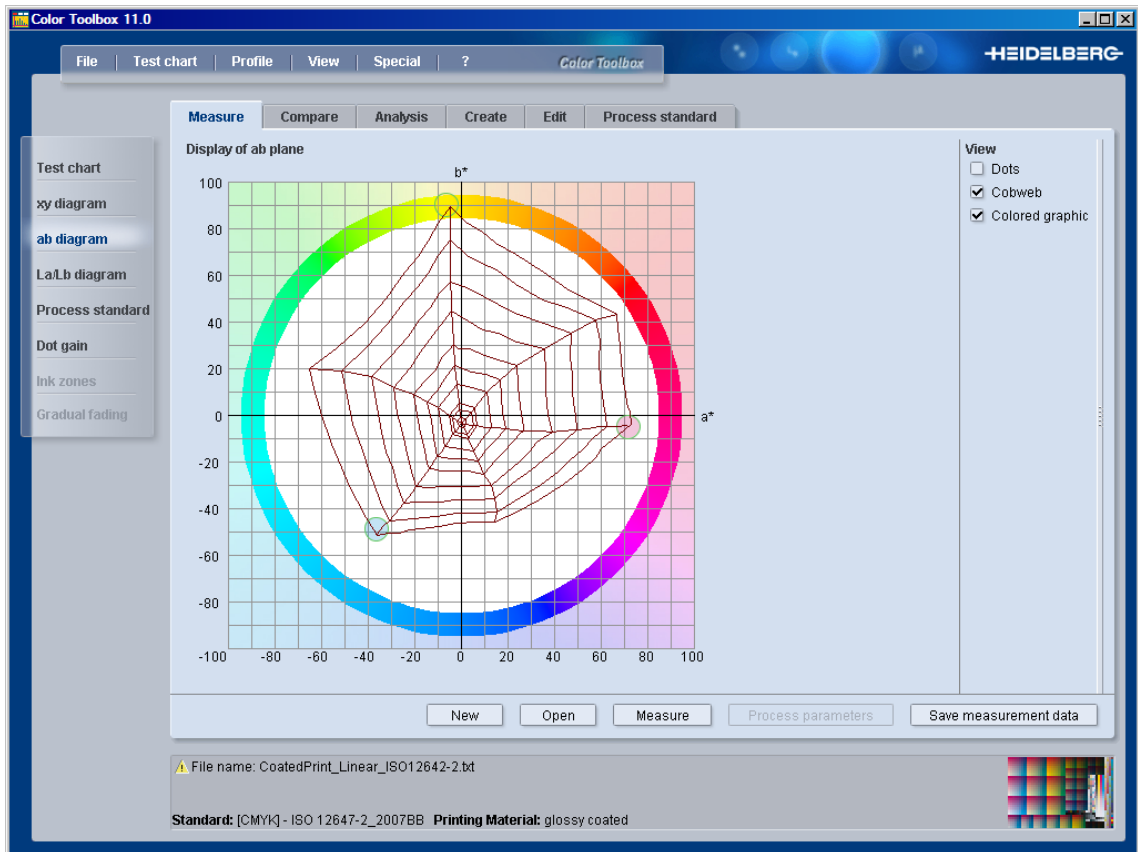 Color Toolbox 11.0
File Test chart Profile View Special ? Color Toolbox
HEIDELBERG
Measure Compare Analysis Create Edit Process standard
Test chart
xy diagram
ab diagram
La/Lb diagram
Process standard
Dot gain
Ink zones
Gradual fading
Display of ab plane
b*
100
80
60
40
20
0
-20
-40
-60
-80
-100 -80 -60 -40 -20 0 20 40 60 80 100
a*
View
Dots
Cobweb
Colored graphic
New Open Measure Process parameters Save measurement data
File name: CoatedPrint_Linear_ISO12642-2.txt
Standard: [CMYK] - ISO 12647-2_2007BB Printing Material: glossy coated